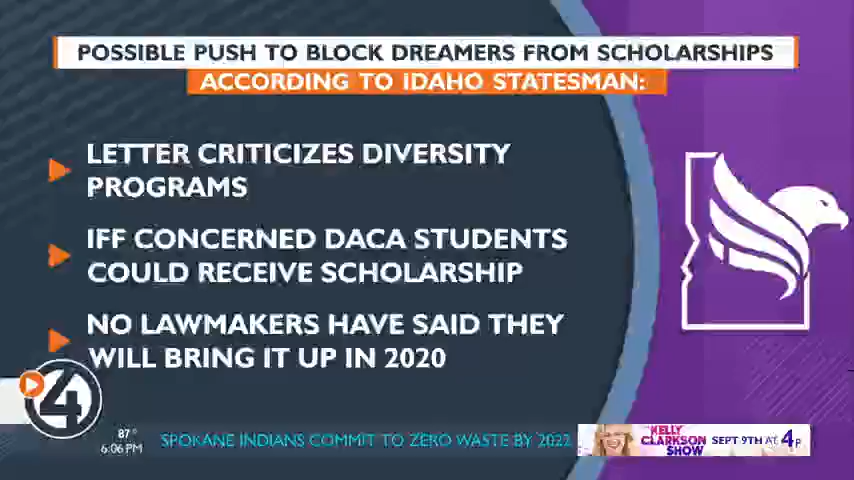 POSSIBLE PUSH TO BLOCK DREAMERS FROM SCHOLARSHIPS
ACCORDING TO IDAHO STATESMAN:
LETTER CRITICIZES DIVERSITY
PROGRAMS
IFF CONCERNED DACA STUDENTS
COULD RECEIVE SCHOLARSHIP
NO LAWMAKERS HAVE SAID THEY
WILL BRING IT UP IN 2020
4
87°
6:06 PM
SPOKANE INDIANS COMMIT TO ZERO WASTE BY 2022
THE KELLY
CLARKSON
SHOW
SEPT 9TH AT 4P